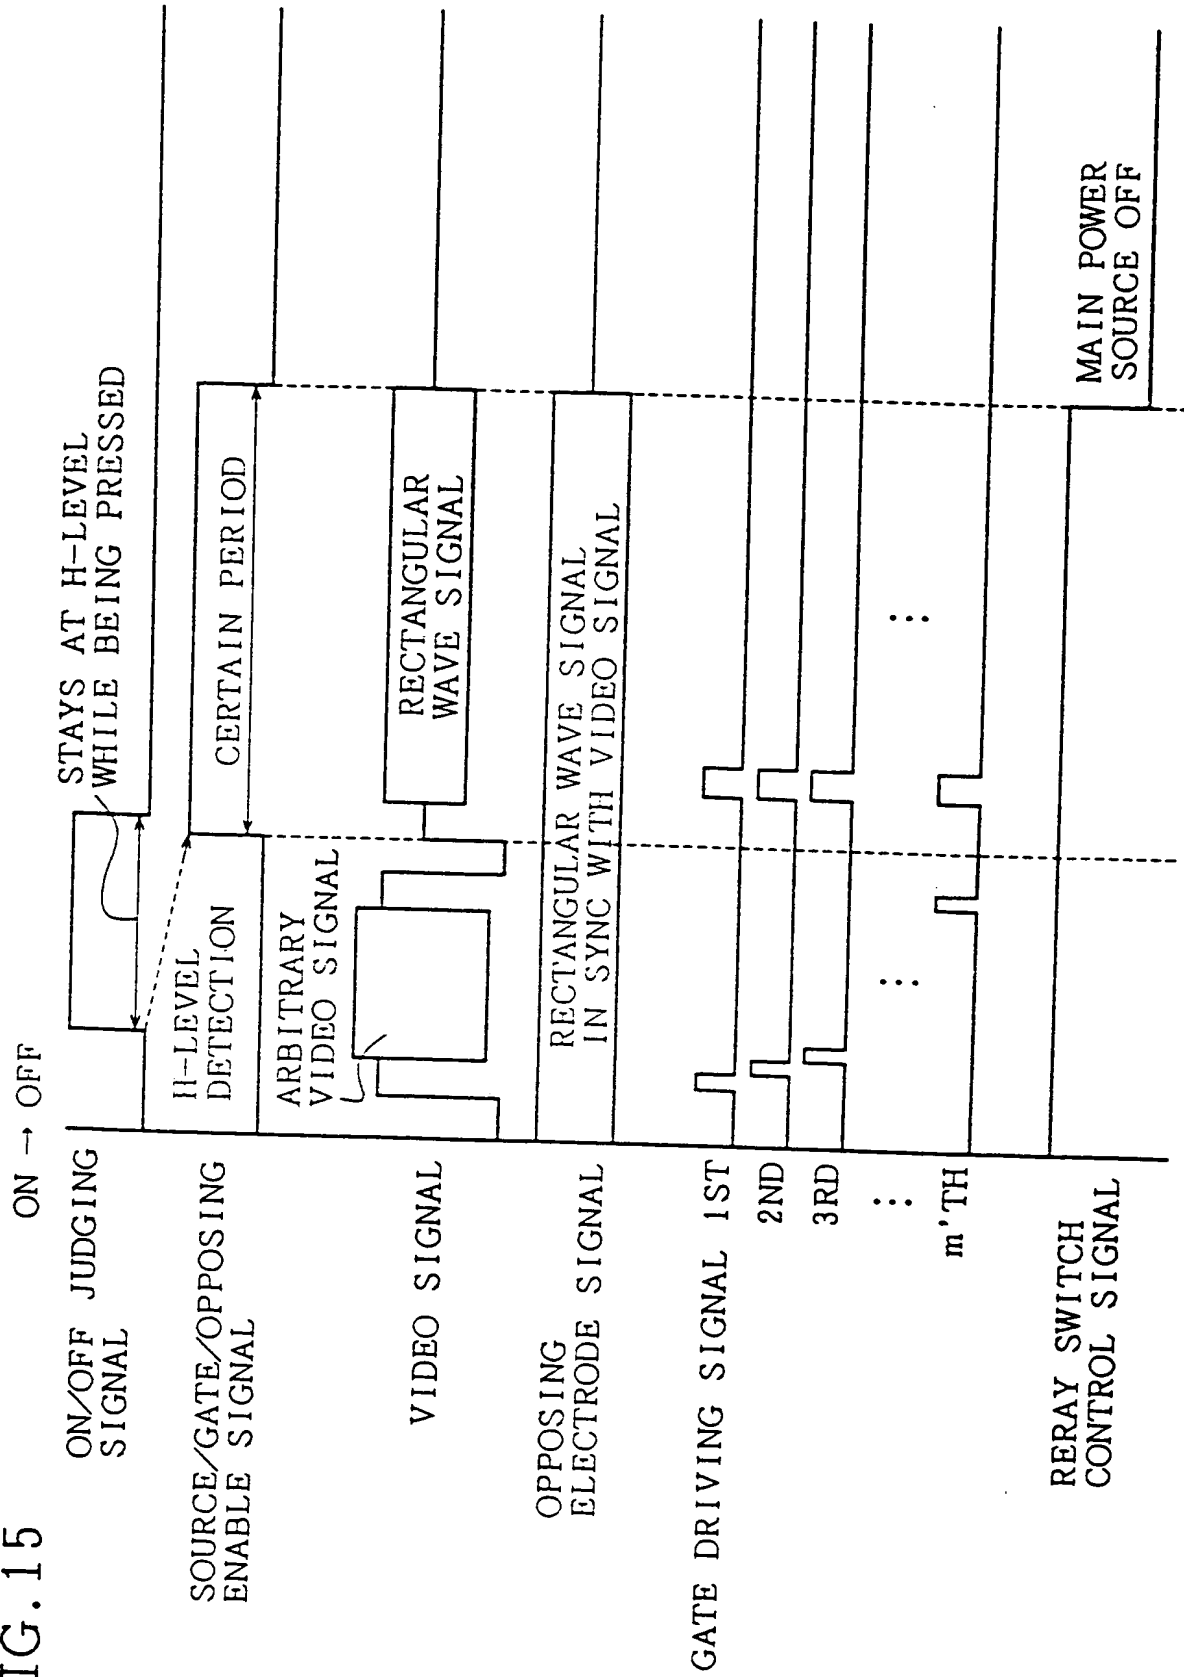 IG.15
ON → OFF
ON/OFF JUDGING
SIGNAL
STAYS AT H-LEVEL
WHILE BEING PRESSED
SOURCE/GATE/OPPOSING
ENABLE SIGNAL
H-LEVEL
DETECTION
CERTAIN PERIOD
VIDEO SIGNAL
ARBITRARY
VIDEO SIGNAL
RECTANGULAR
WAVE SIGNAL
OPPOSING
ELECTRODE SIGNAL
RECTANGULAR WAVE SIGNAL
IN SYNC WITH VIDEO SIGNAL
GATE DRIVING SIGNAL 1ST
2ND
3RD
⋮
... ...
m'TH
RERAY SWITCH
CONTROL SIGNAL
MAIN POWER
SOURCE OFF